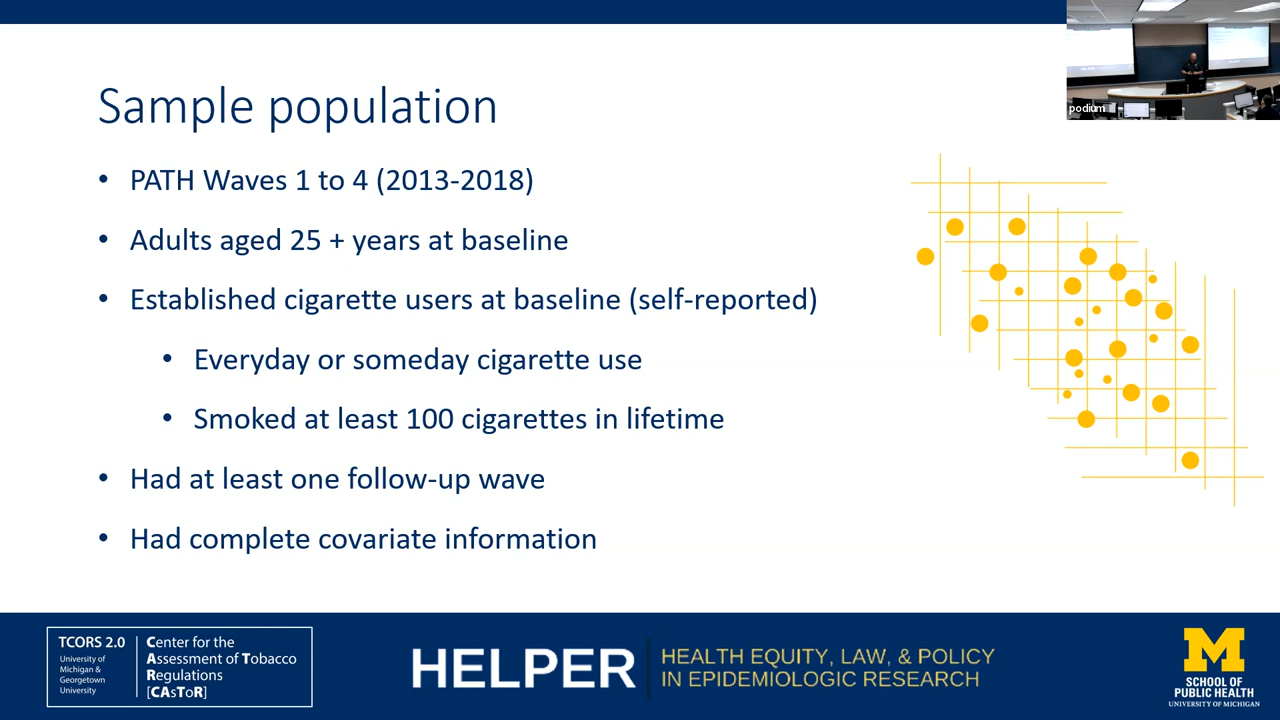 podium
Sample population
• PATH Waves 1 to 4 (2013-2018)
• Adults aged 25 + years at baseline
• Established cigarette users at baseline (self-reported)
• Everyday or someday cigarette use
• Smoked at least 100 cigarettes in lifetime
• Had at least one follow-up wave
• Had complete covariate information
TCORS 2.0
University of
Michigan &
Georgetown
University
Center for the
Assessment of Tobacco
Regulations
[CAsToR]
HELPER
HEALTH EQUITY, LAW, & POLICY
IN EPIDEMIOLOGIC RESEARCH
M
SCHOOL OF
PUBLIC HEALTH
UNIVERSITY OF MICHIGAN